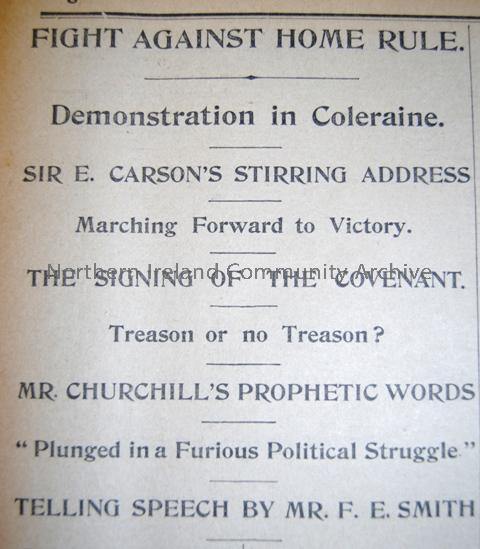 FIGHT AGAINST HOME RULE.
Demonstration in Coleraine.
SIR E. CARSON'S STIRRING ADDRESS
Marching Forward to Victory.
Northern Ireland Community Archive
THE SIGNING OF THE COVENANT.
Treason or no Treason?
MR. CHURCHILL'S PROPHETIC WORDS
"Plunged in a Furious Political Struggle."
TELLING SPEECH BY MR. F. E. SMITH